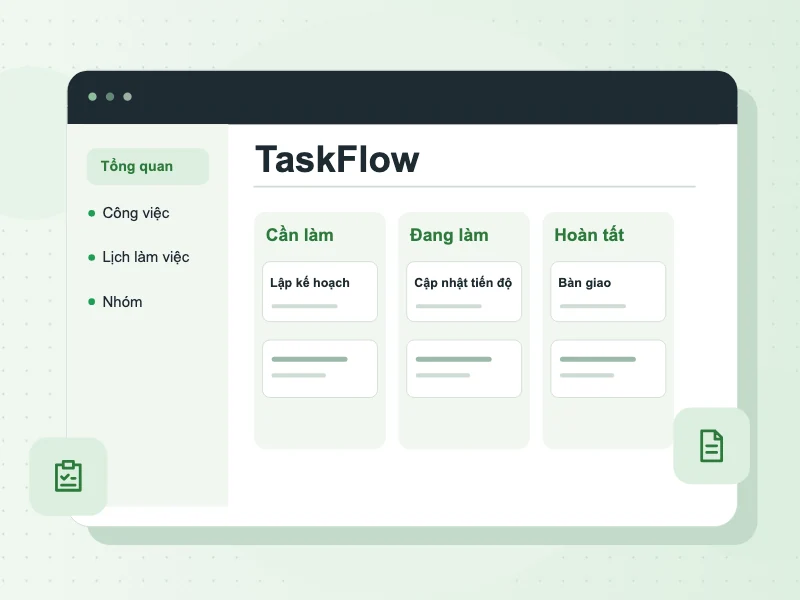 TaskFlow
Tổng quan
Công việc
Lịch làm việc
Nhóm
Cần làm
Lập kế hoạch
Đang làm
Cập nhật tiến độ
Hoàn tất
Bàn giao